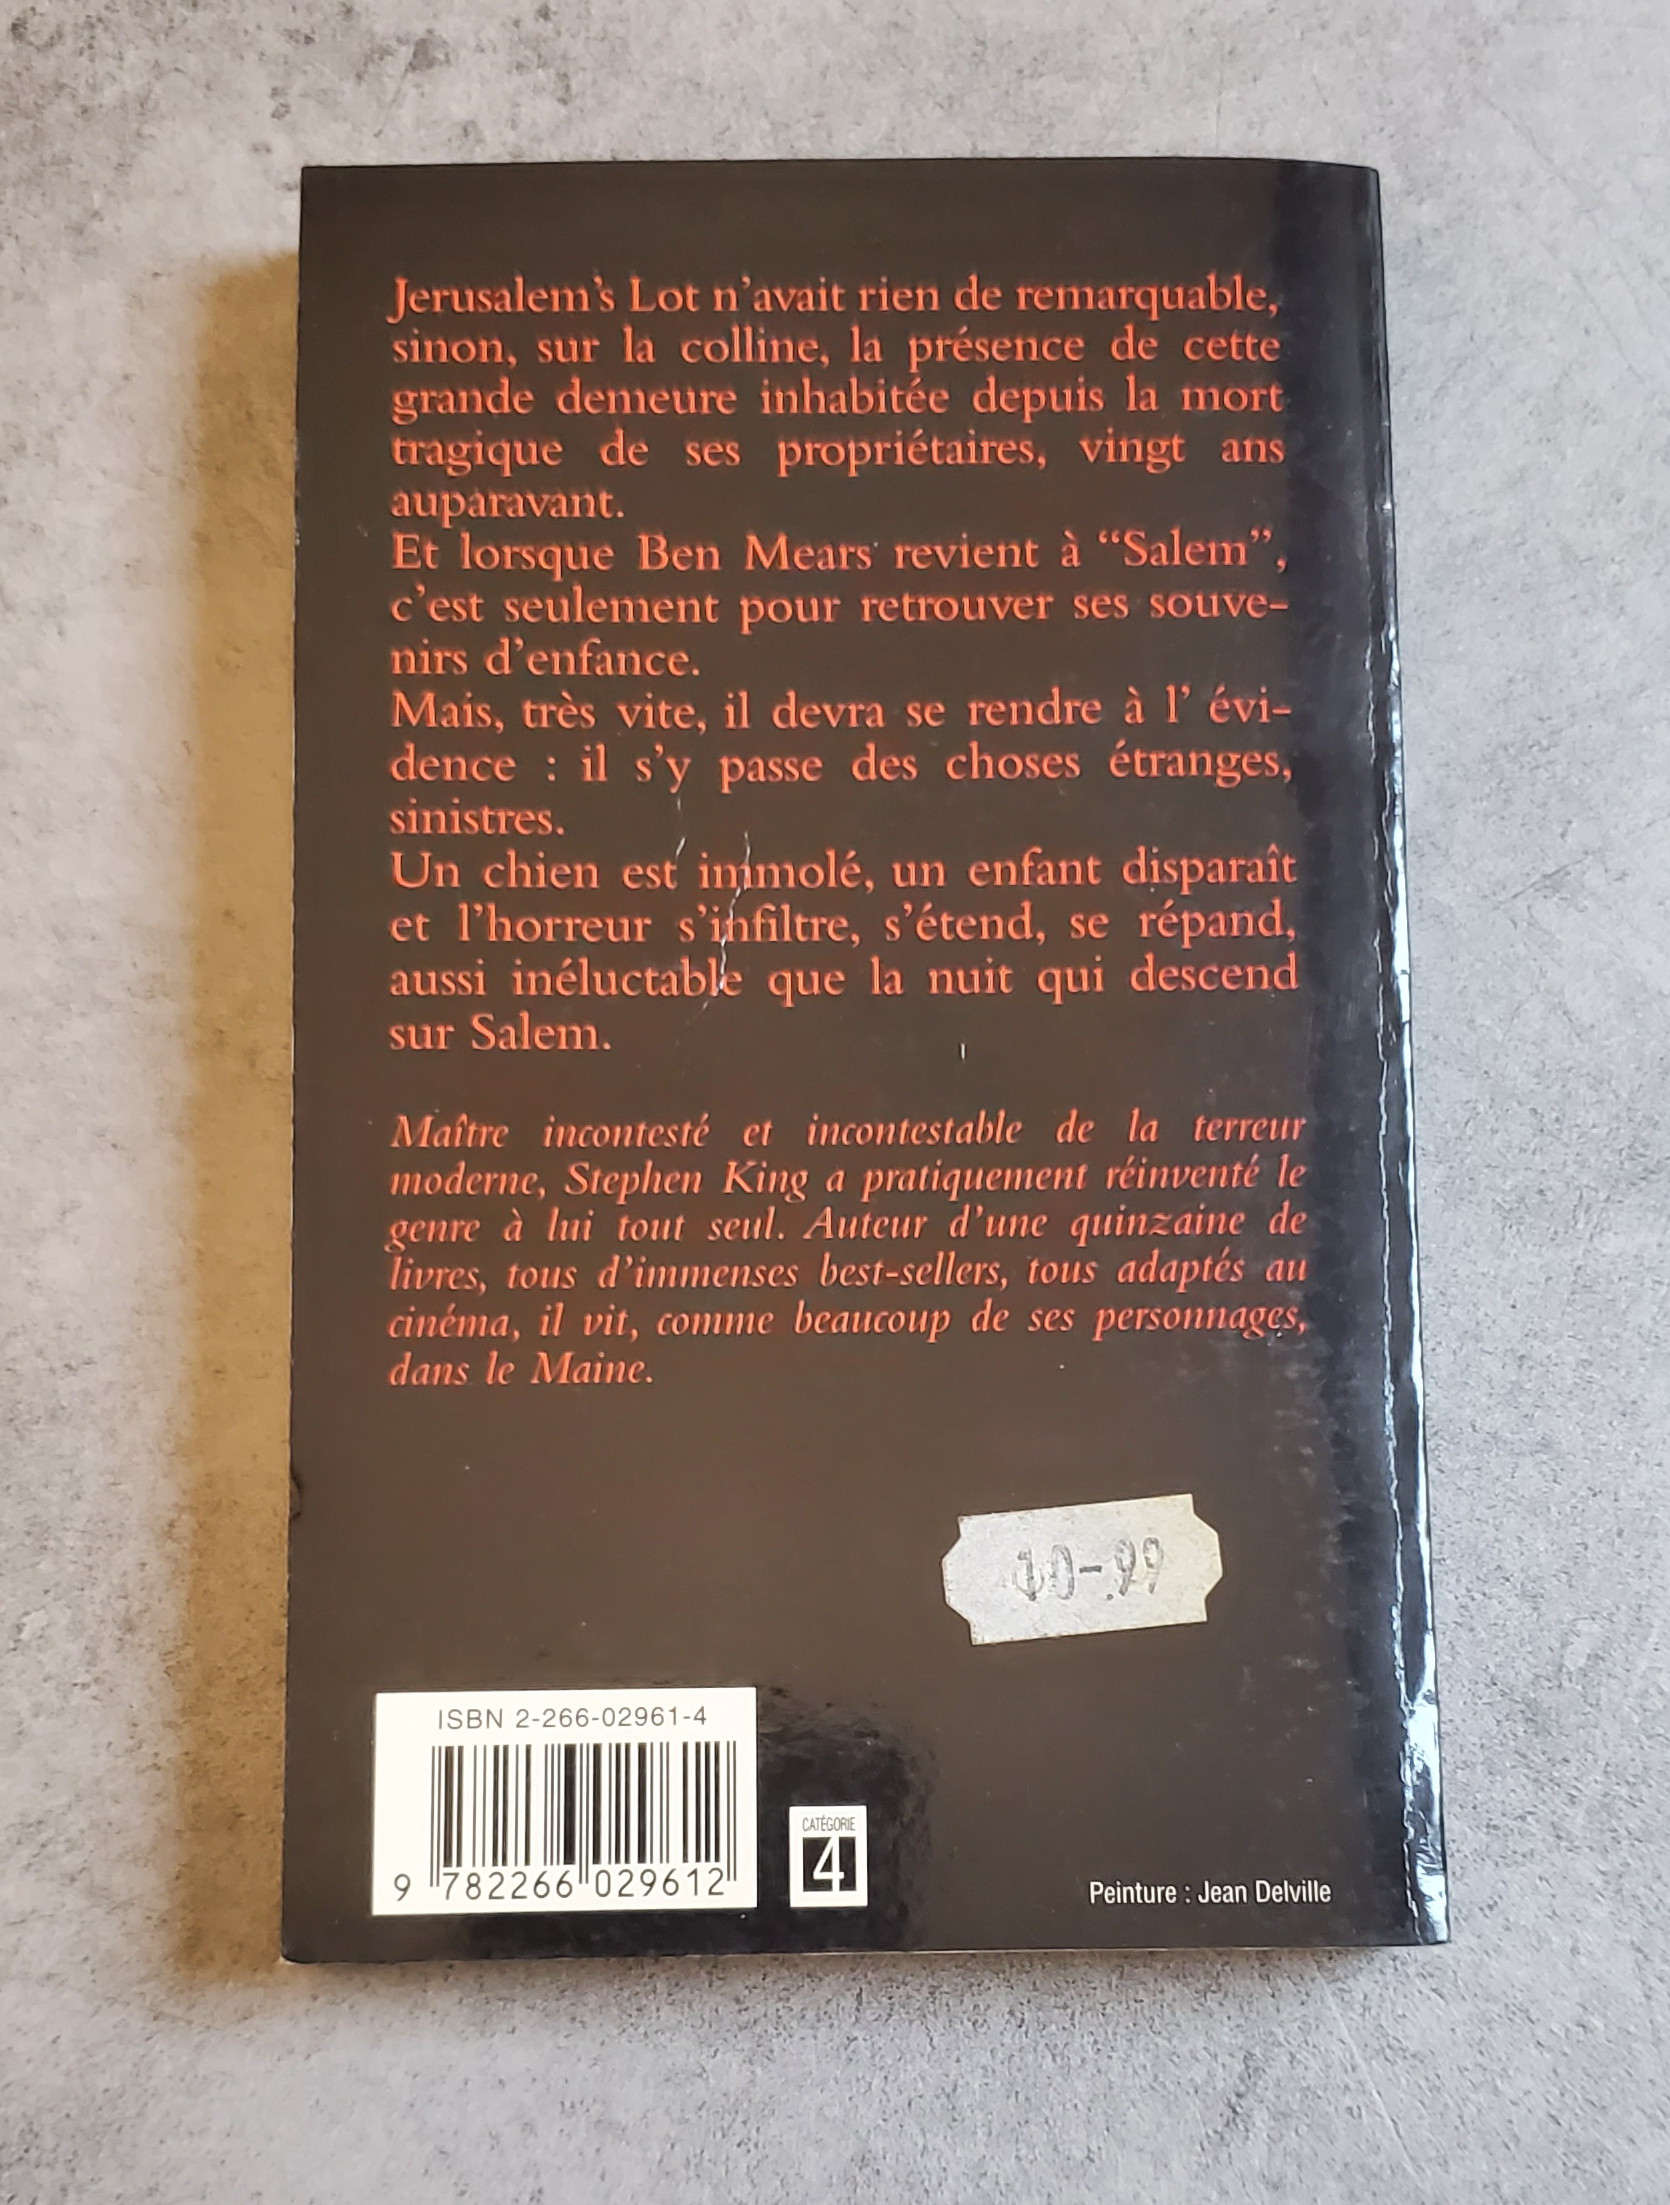 Jerusalem's Lot n'avait rien de remarquable,
sinon, sur la colline, la présence de cette
grande demeure inhabitée depuis la mort
tragique de ses propriétaires, vingt ans
auparavant.
Et lorsque Ben Mears revient à “Salem”,
c'est seulement pour retrouver ses souve-
nirs d'enfance.
Mais, très vite, il devra se rendre à l' évi-
dence : il s'y passe des choses étranges,
sinistres.
Un chien est immolé, un enfant disparaît
et l'horreur s'infiltre, s'étend, se répand,
aussi inéluctable que la nuit qui descend
sur Salem.
Maître incontesté et incontestable de la terreur
moderne, Stephen King a pratiquement réinventé le
genre à lui tout seul. Auteur d'une quinzaine de
livres, tous d'immenses best-sellers, tous adaptés au
cinéma, il vit, comme beaucoup de ses personnages,
dans le Maine.
10-.99
ISBN 2-266-02961-4
9 782266 029612
CATÉGORIE
4
Peinture : Jean Delville